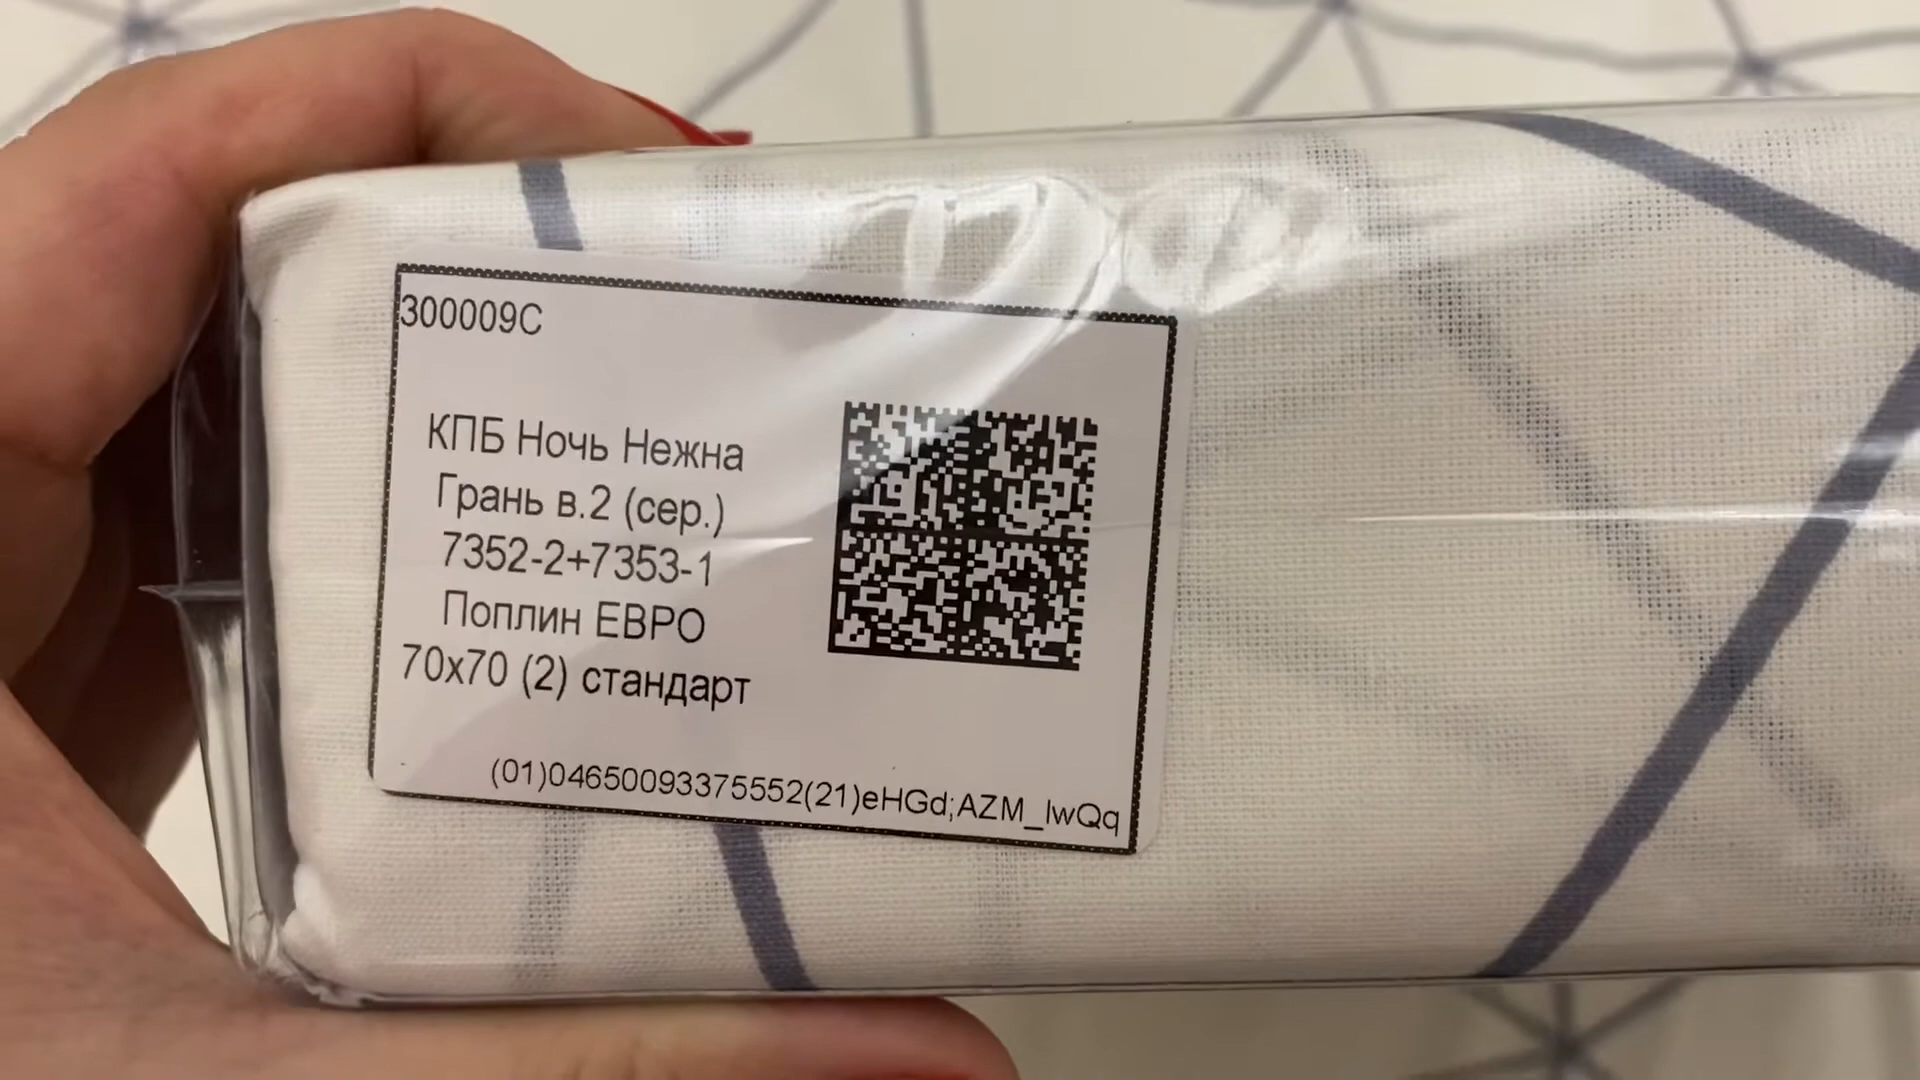 300009С
КПБ Ночь Нежна
Грань в.2 (сер.)
7352-2+7353-1
Поплин ЕВРО
70х70 (2) стандарт
(01)04650093375552(21)eHGd;AZM_lwQq